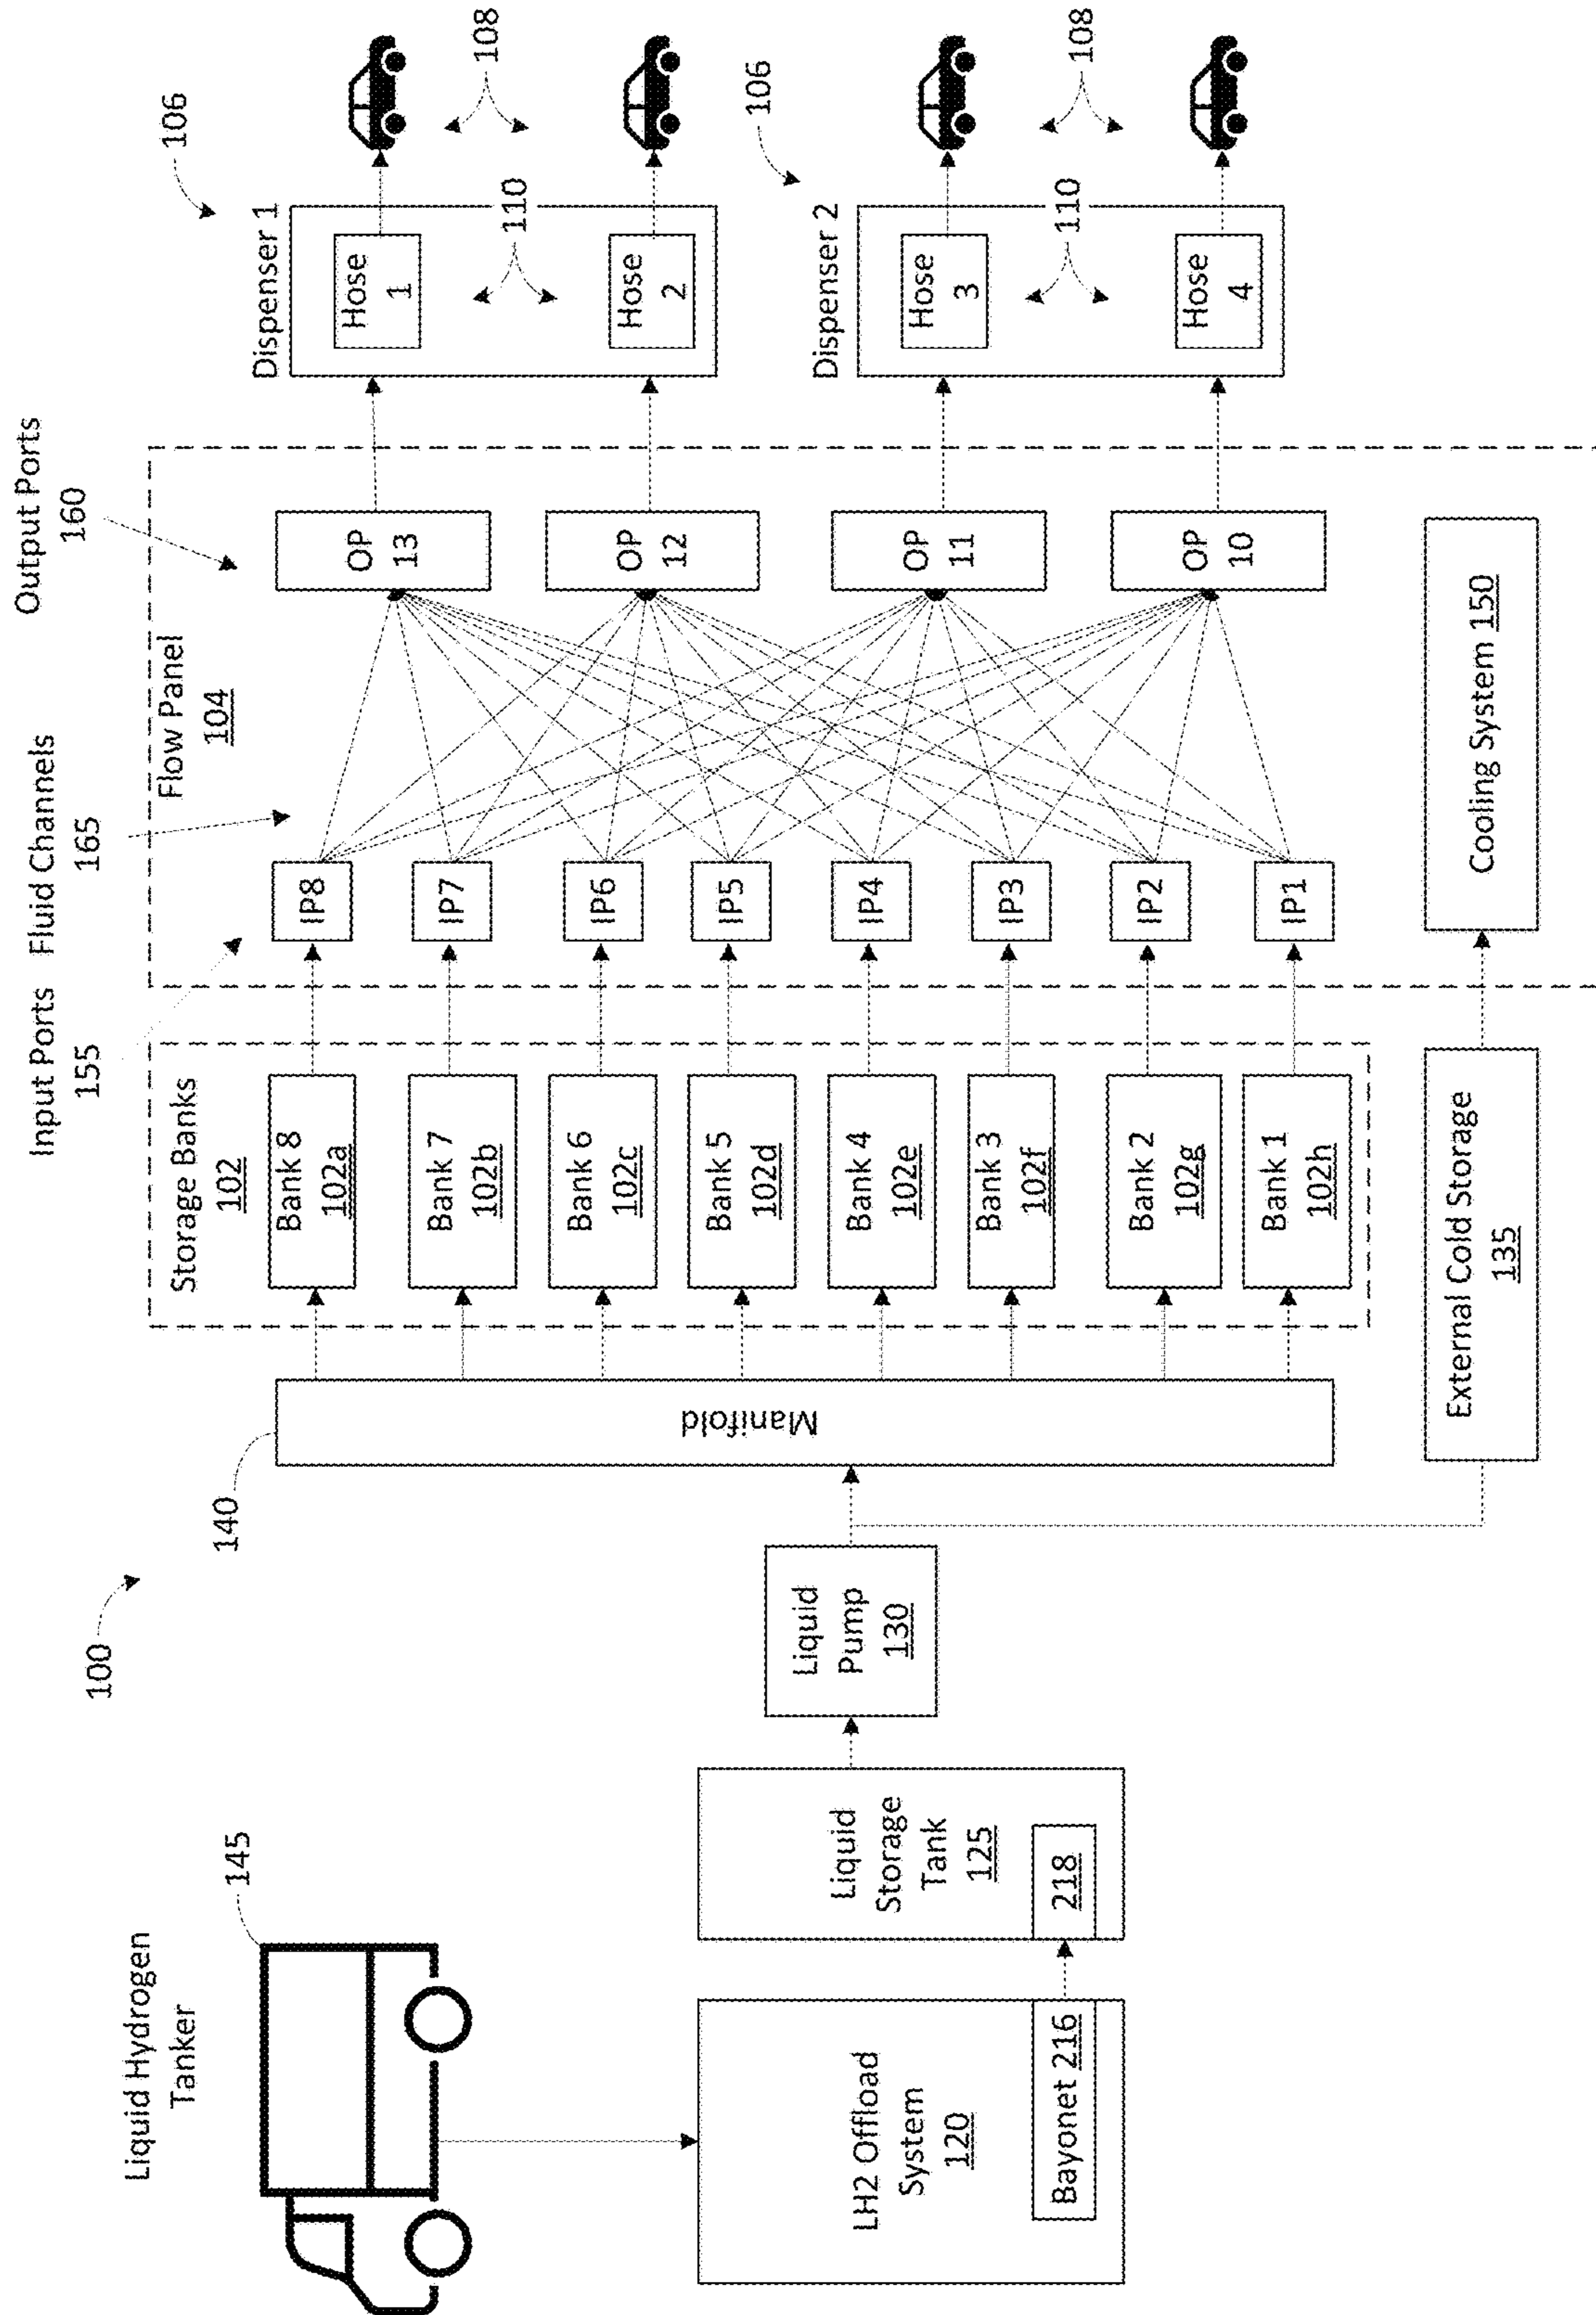 100
Liquid Hydrogen
Tanker
145
LH2 Offload
System
120
Bayonet 216
Liquid
Storage
Tank
125
218
Liquid
Pump
130
140
Manifold
External Cold Storage
135
Storage Banks
102
Bank 8
102a
Bank 7
102b
Bank 6
102c
Bank 5
102d
Bank 4
102e
Bank 3
102f
Bank 2
102g
Bank 1
102h
Input Ports
155
Fluid Channels
165
Output Ports
160
Flow Panel
104
IP8
IP7
IP6
IP5
IP4
IP3
IP2
IP1
OP
13
OP
12
OP
11
OP
10
Cooling System 150
106
Dispenser 1
Hose
1
110
Hose
2
108
106
Dispenser 2
Hose
3
110
Hose
4
108